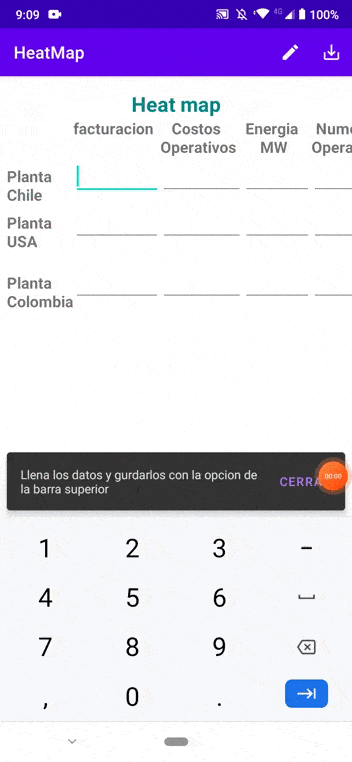 9:09 4G 100%
HeatMap
Heat map
facturacion Costos Operativos Energia MW Nume Opera
Planta Chile
Planta USA
Planta Colombia
Llena los datos y gurdarlos con la opcion de
la barra superior
CERRA
00:00
1 2 3 -
4 5 6
7 8 9
, 0 .